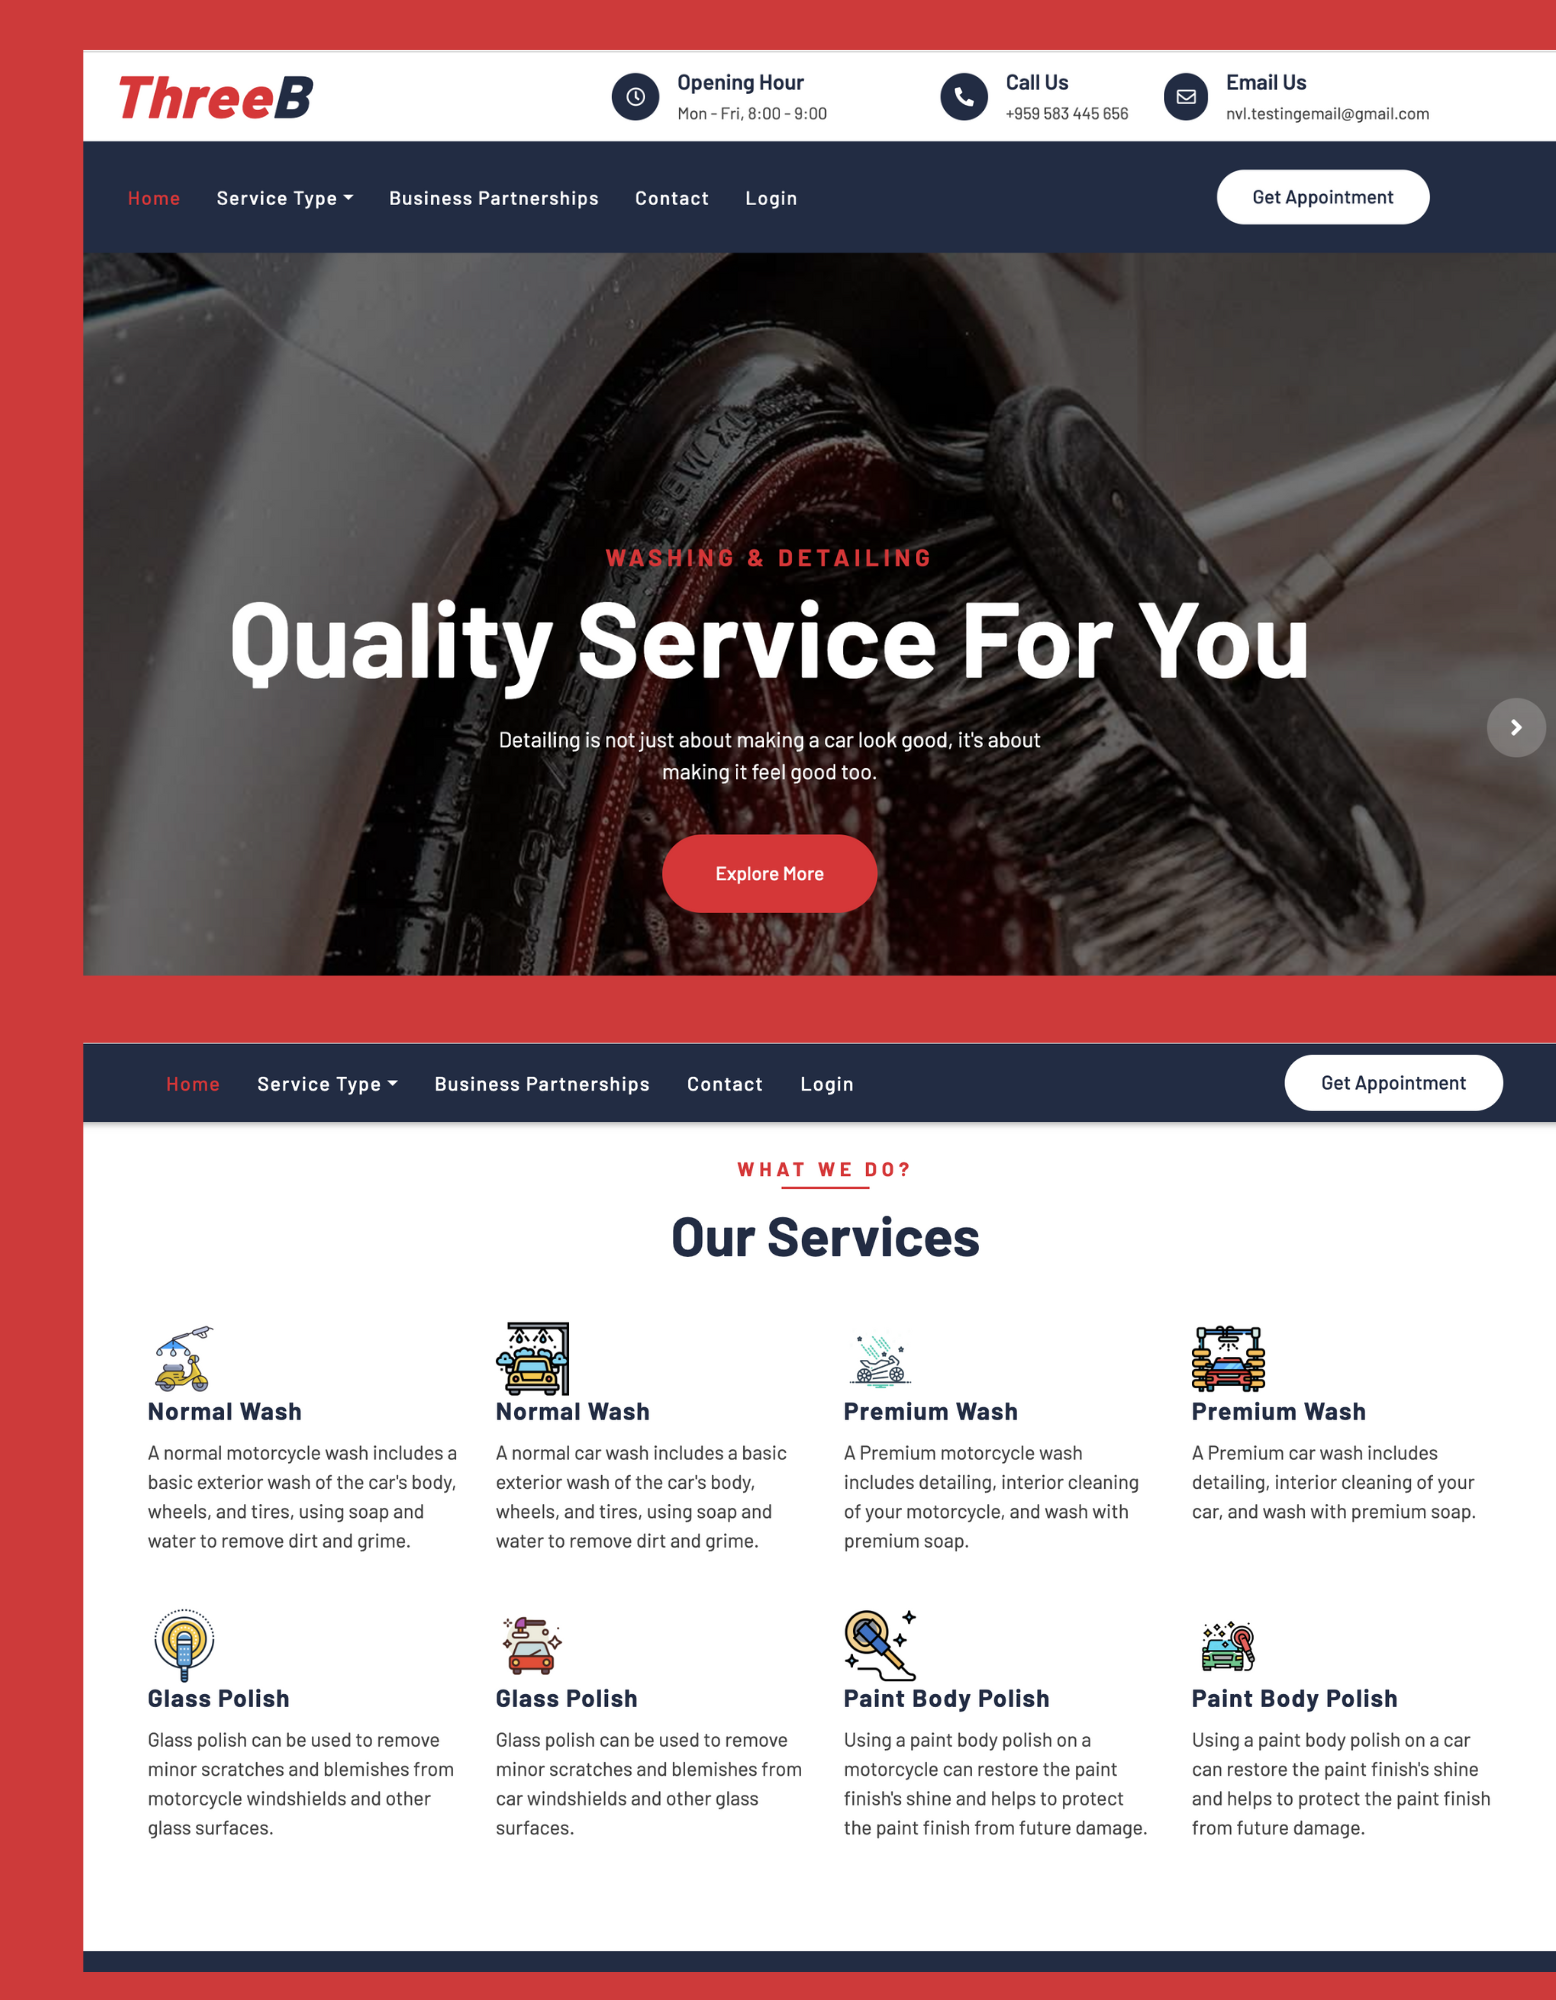 ThreeB
Opening Hour
Mon - Fri, 8:00 - 9:00
Call Us
+959 583 445 656
Email Us
nvl.testingemail@gmail.com
Home Service Type Business Partnerships Contact Login Get Appointment
WASHING & DETAILING
Quality Service For You
Detailing is not just about making a car look good, it's about
making it feel good too.
Explore More
Home Service Type Business Partnerships Contact Login Get Appointment
WHAT WE DO?
Our Services
Normal Wash
A normal motorcycle wash includes a
basic exterior wash of the car's body,
wheels, and tires, using soap and
water to remove dirt and grime.
Normal Wash
A normal car wash includes a basic
exterior wash of the car's body,
wheels, and tires, using soap and
water to remove dirt and grime.
Premium Wash
A Premium motorcycle wash
includes detailing, interior cleaning
of your motorcycle, and wash with
premium soap.
Premium Wash
A Premium car wash includes
detailing, interior cleaning of your
car, and wash with premium soap.
Glass Polish
Glass polish can be used to remove
minor scratches and blemishes from
motorcycle windshields and other
glass surfaces.
Glass Polish
Glass polish can be used to remove
minor scratches and blemishes from
car windshields and other glass
surfaces.
Paint Body Polish
Using a paint body polish on a
motorcycle can restore the paint
finish's shine and helps to protect
the paint finish from future damage.
Paint Body Polish
Using a paint body polish on a car
can restore the paint finish's shine
and helps to protect the paint finish
from future damage.